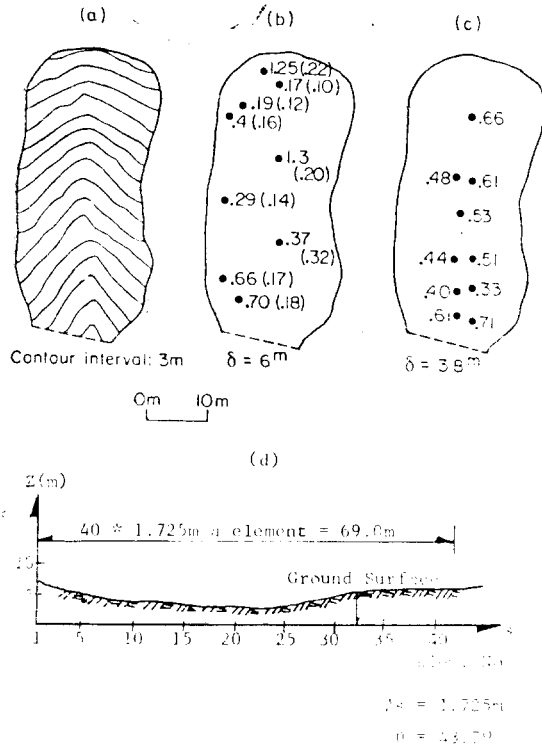 (a) (b) (c)
1.25(.22)
.17(.10)
.19(.12)
.4(.16)
1.3
(.20)
.29(.14)
.37
(.32)
.66(.17)
.70(.18)
.66
.48 .61
.53
.44 .51
.40 .33
.61 .71
Contour interval: 3m δ = 6m δ = 3.8m
0m 10m
(d)
Z(m)
40 * 1.725m a element = 69.0m
Ground Surface
1 5 10 15 20 25 30 35 40
No
= 1.725m